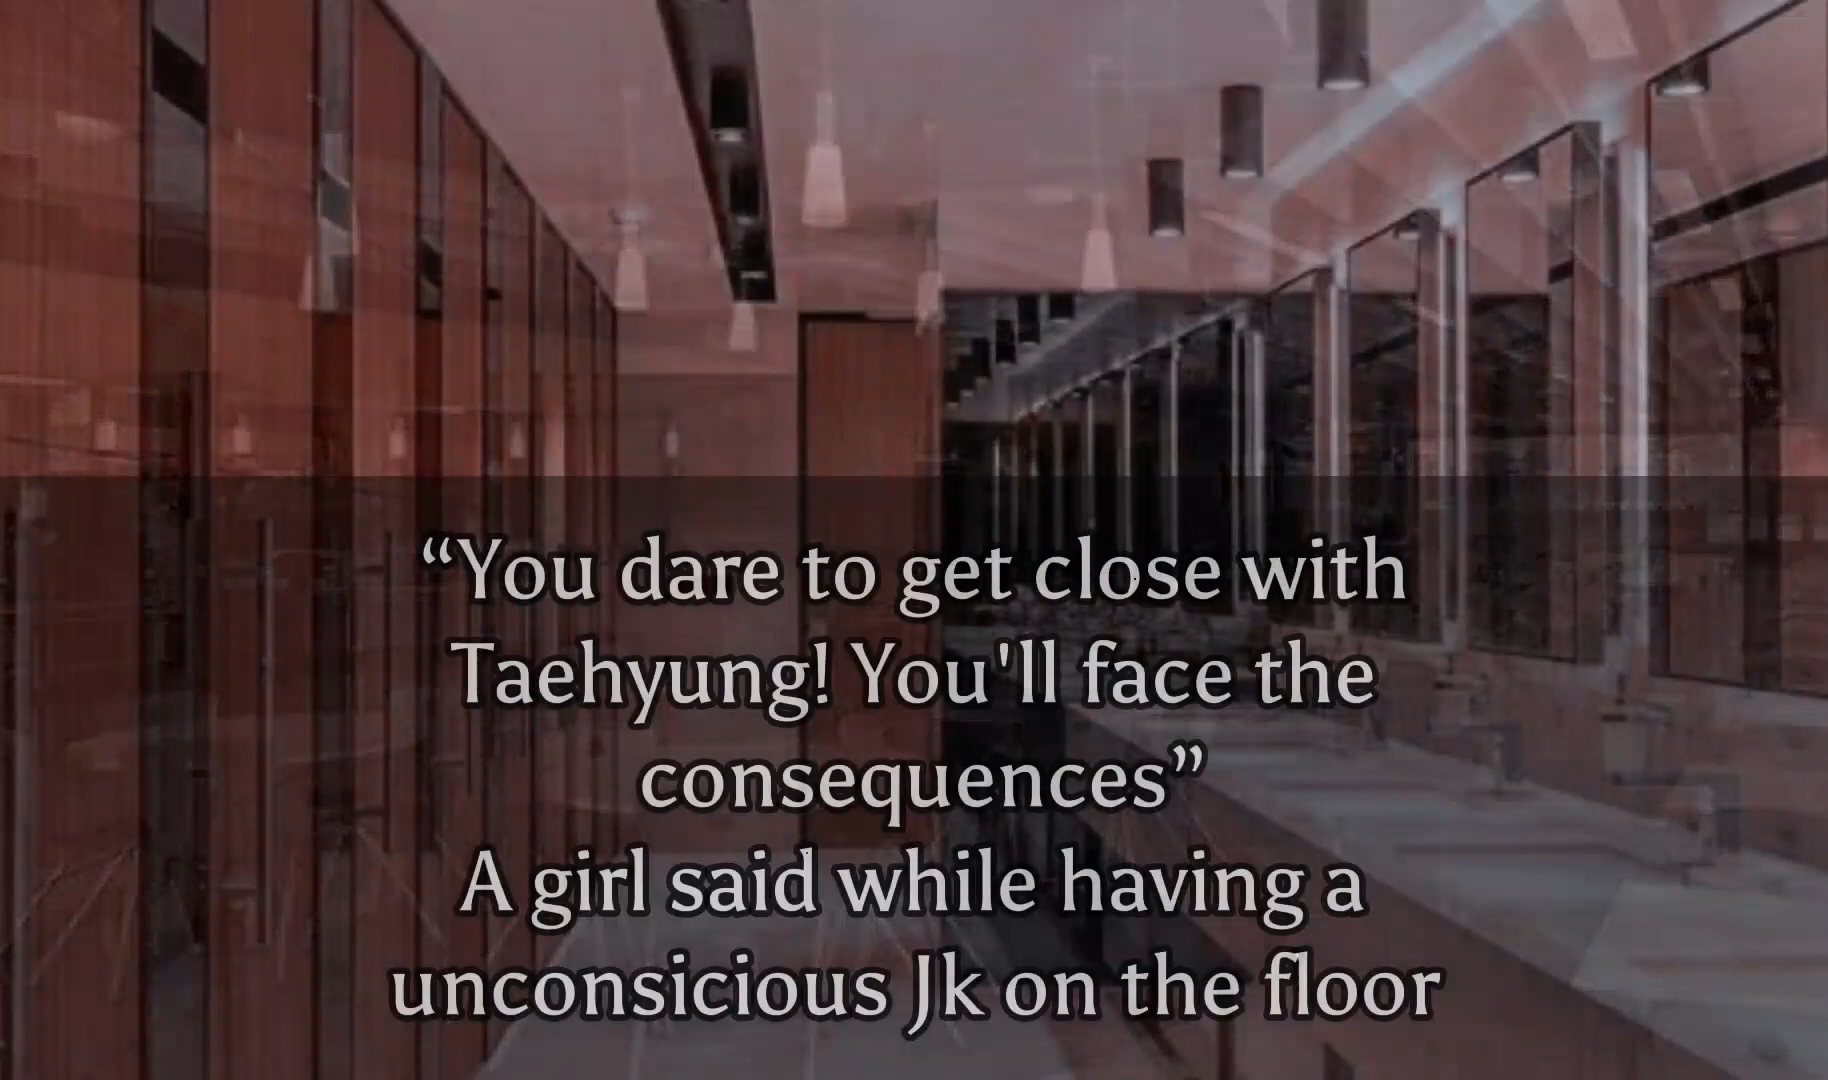 “You dare to get close with
Taehyung! You'll face the
consequences”
A girl said while having a
unconsicious Jk on the floor